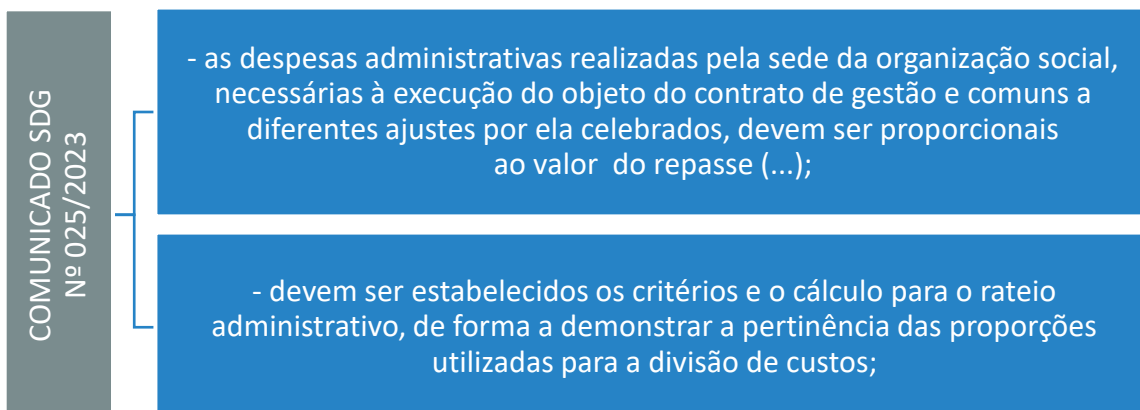 COMUNICADO SDG
Nº 025/2023
- as despesas administrativas realizadas pela sede da organização social,
necessárias à execução do objeto do contrato de gestão e comuns a
diferentes ajustes por ela celebrados, devem ser proporcionais
ao valor do repasse (...);
- devem ser estabelecidos os critérios e o cálculo para o rateio
administrativo, de forma a demonstrar a pertinência das proporções
utilizadas para a divisão de custos;